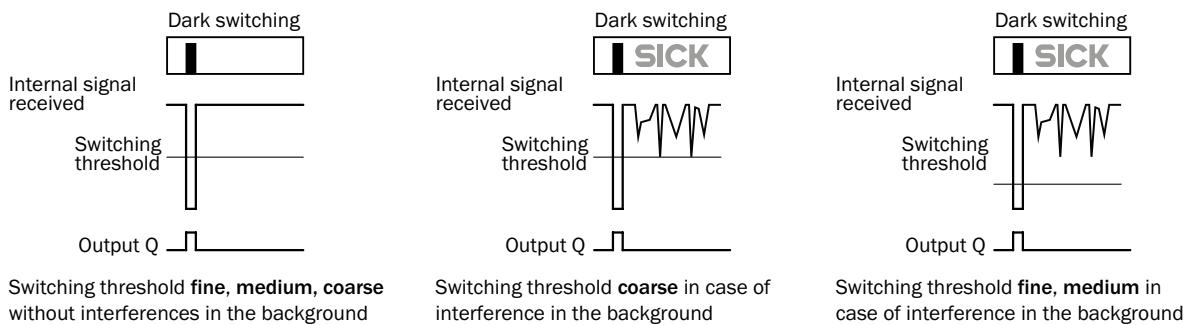 Dark switching
Internal signal
received
Switching
threshold
Output Q
Switching threshold fine, medium, coarse
without interferences in the background
Dark switching
SICK
Internal signal
received
Switching
threshold
Output Q
Switching threshold coarse in case of
interference in the background
Dark switching
SICK
Internal signal
received
Switching
threshold
Output Q
Switching threshold fine, medium in
case of interference in the background